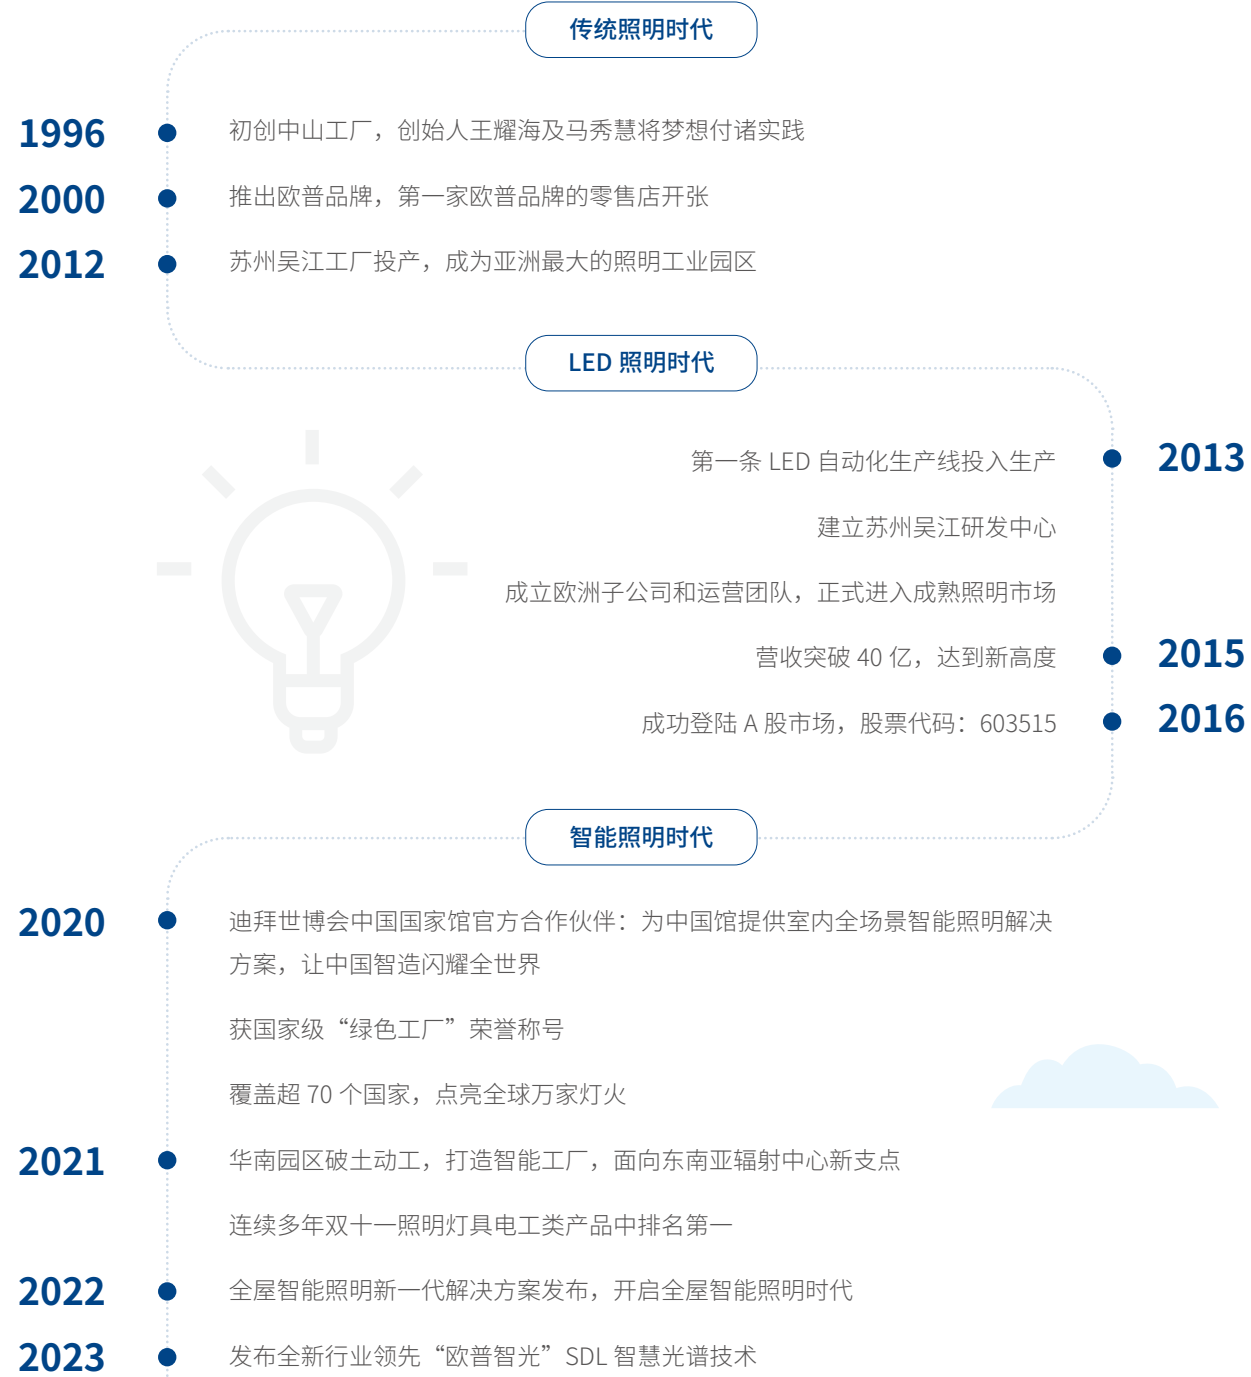 传统照明时代
1996
初创中山工厂，创始人王耀海及马秀慧将梦想付诸实践
2000
推出欧普品牌，第一家欧普品牌的零售店开张
2012
苏州吴江工厂投产，成为亚洲最大的照明工业园区
LED 照明时代
第一条 LED 自动化生产线投入生产
2013
建立苏州吴江研发中心
成立欧洲子公司和运营团队，正式进入成熟照明市场
营收突破 40 亿，达到新高度
2015
成功登陆 A 股市场，股票代码：603515
2016
智能照明时代
2020
迪拜世博会中国国家馆官方合作伙伴：为中国馆提供室内全场景智能照明解决
方案，让中国智造闪耀全世界
获国家级“绿色工厂”荣誉称号
覆盖超 70 个国家，点亮全球万家灯火
2021
华南园区破土动工，打造智能工厂，面向东南亚辐射中心新支点
连续多年双十一照明灯具电工类产品中排名第一
2022
全屋智能照明新一代解决方案发布，开启全屋智能照明时代
2023
发布全新行业领先“欧普智光”SDL 智慧光谱技术